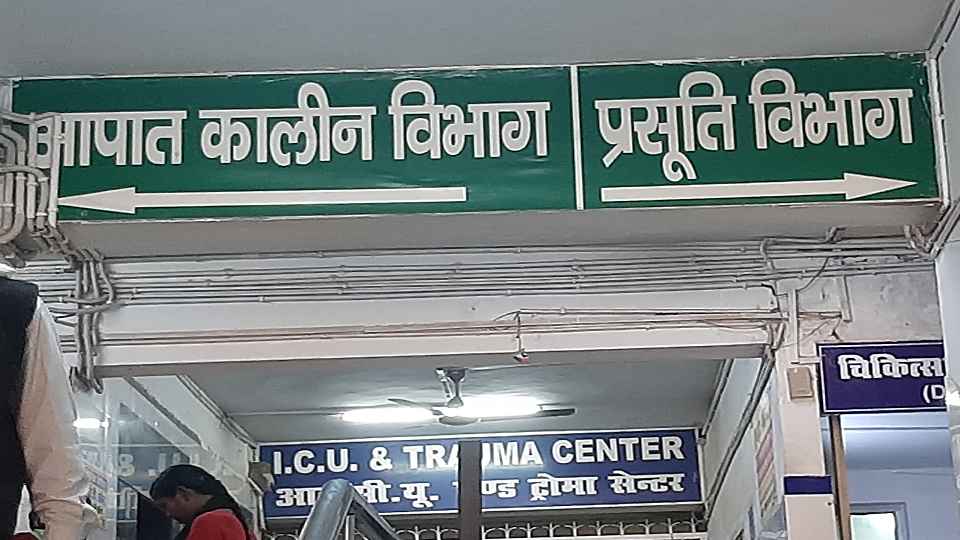 आपात कालीन विभाग
प्रसूति विभाग
I.C.U. & TRAUMA CENTER
ट्रोमा सेन्टर